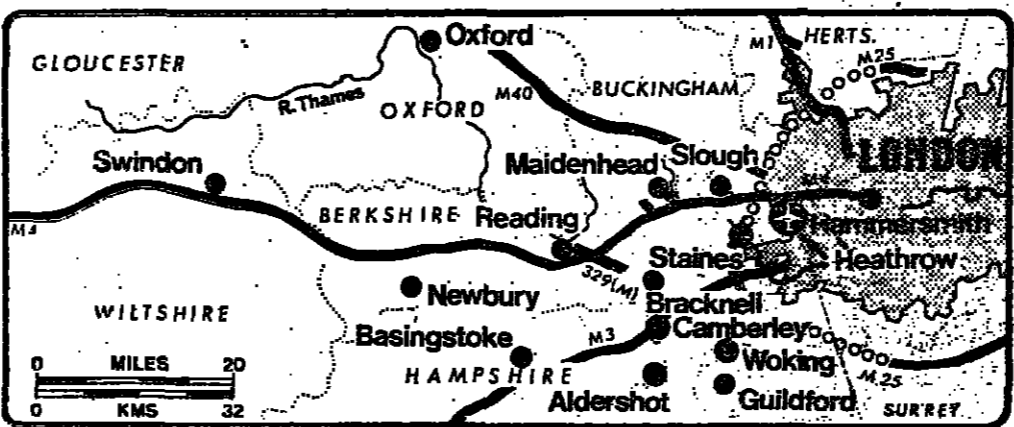 Oxford
M1
HERTS.
M25
GLOUCESTER
R.Thames
OXFORD
M40
BUCKINGHAM
Swindon
Maidenhead
Slough
LONDON
M4
BERKSHIRE
Reading
Hammersmith
M4
329(M)
Staines
Heathrow
Newbury
Bracknell
WILTSHIRE
Basingstoke
M3
Camberley
Woking
0 MILES 20
HAMPSHIRE
M25
0 KMS 32
Aldershot
Guildford
SURREY